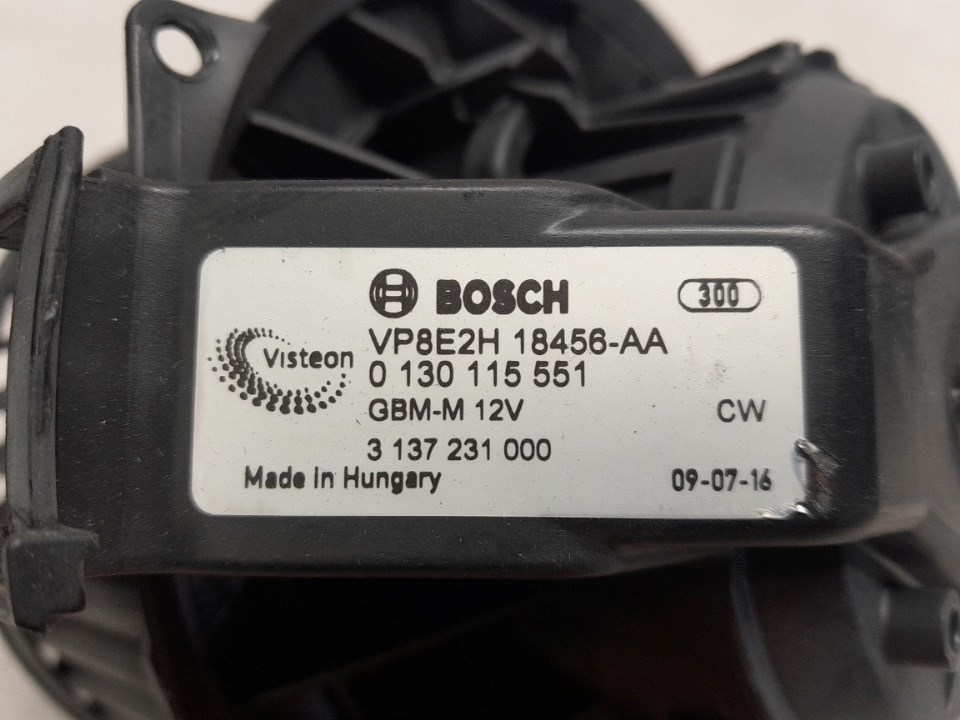 BOSCH
300
Visteon
VP8E2H 18456-AA
0 130 115 551
GBM-M 12V
CW
3 137 231 000
Made in Hungary
09-07-16